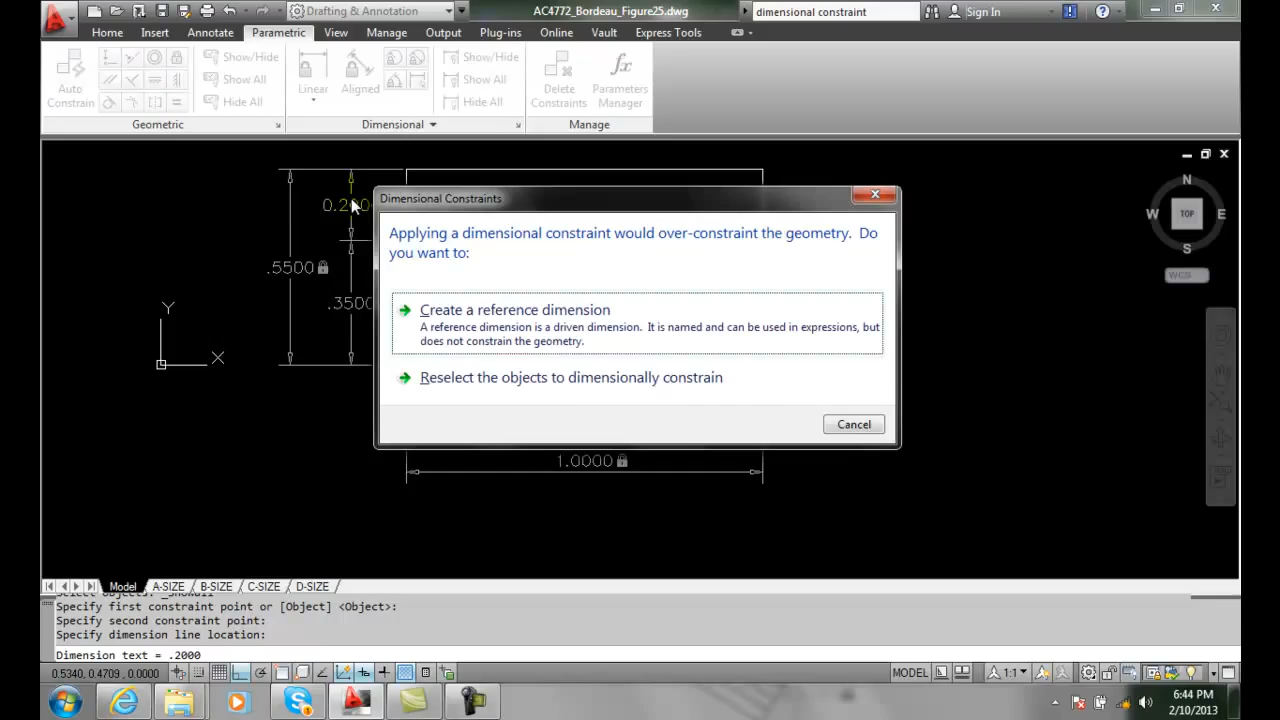 Drafting & Annotation
AC4772_Bordeau_Figure25.dwg
dimensional constraint
Sign In
Home Insert Annotate Parametric View Manage Output Plug-ins Online Vault Express Tools
Auto
Constrain
Show/Hide
Show All
Hide All
Linear
Aligned
Show/Hide
Show All
Hide All
Delete
Constraints
fx
Parameters
Manager
Geometric
Dimensional
Manage
N
W TOP E
S
WCS
.5500
.3500
Y
X
Dimensional Constraints
Applying a dimensional constraint would over-constraint the geometry. Do
you want to:
Create a reference dimension
A reference dimension is a driven dimension. It is named and can be used in expressions, but
does not constrain the geometry.
Reselect the objects to dimensionally constrain
Cancel
1.0000
Model A-SIZE B-SIZE C-SIZE D-SIZE
Specify first constraint point or [Object] <Object>:
Specify second constraint point:
Specify dimension line location:
Dimension text = .2000
0.5340, 0.4709, 0.0000
MODEL
1:1
6:44 PM
2/10/2013